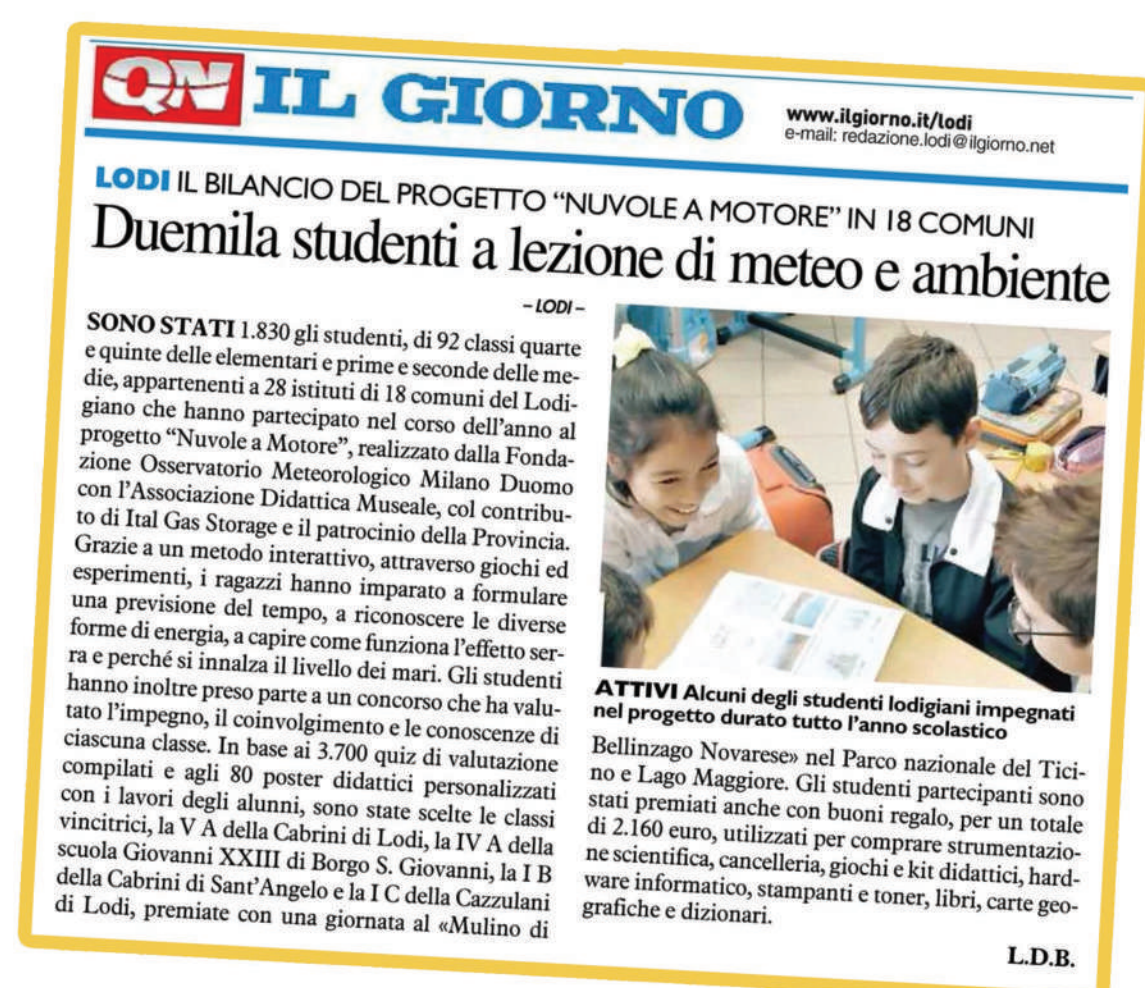 QN IL GIORNO
www.ilgiorno.it/lodi
e-mail: redazione.lodi@ilgiorno.net
LODI IL BILANCIO DEL PROGETTO “NUVOLE A MOTORE” IN 18 COMUNI
Duemila studenti a lezione di meteo e ambiente
– LODI –
SONO STATI 1.830 gli studenti, di 92 classi quarte
e quinte delle elementari e prime e seconde delle me-
die, appartenenti a 28 istituti di 18 comuni del Lodi-
giano che hanno partecipato nel corso dell’anno al
progetto “Nuvole a Motore”, realizzato dalla Fonda-
zione Osservatorio Meteorologico Milano Duomo
con l’Associazione Didattica Museale, col contribu-
to di Ital Gas Storage e il patrocinio della Provincia.
Grazie a un metodo interattivo, attraverso giochi ed
esperimenti, i ragazzi hanno imparato a formulare
una previsione del tempo, a riconoscere le diverse
forme di energia, a capire come funziona l’effetto ser-
ra e perché si innalza il livello dei mari. Gli studenti
hanno inoltre preso parte a un concorso che ha valu-
tato l’impegno, il coinvolgimento e le conoscenze di
ciascuna classe. In base ai 3.700 quiz di valutazione
compilati e agli 80 poster didattici personalizzati
con i lavori degli alunni, sono state scelte le classi
vincitrici, la V A della Cabrini di Lodi, la IV A della
scuola Giovanni XXIII di Borgo S. Giovanni, la I B
della Cabrini di Sant’Angelo e la I C della Cazzulani
di Lodi, premiate con una giornata al «Mulino di
ATTIVI Alcuni degli studenti lodigiani impegnati
nel progetto durato tutto l’anno scolastico
Bellinzago Novarese» nel Parco nazionale del Tici-
no e Lago Maggiore. Gli studenti partecipanti sono
stati premiati anche con buoni regalo, per un totale
di 2.160 euro, utilizzati per comprare strumentazio-
ne scientifica, cancelleria, giochi e kit didattici, hard-
ware informatico, stampanti e toner, libri, carte geo-
grafiche e dizionari.
L.D.B.